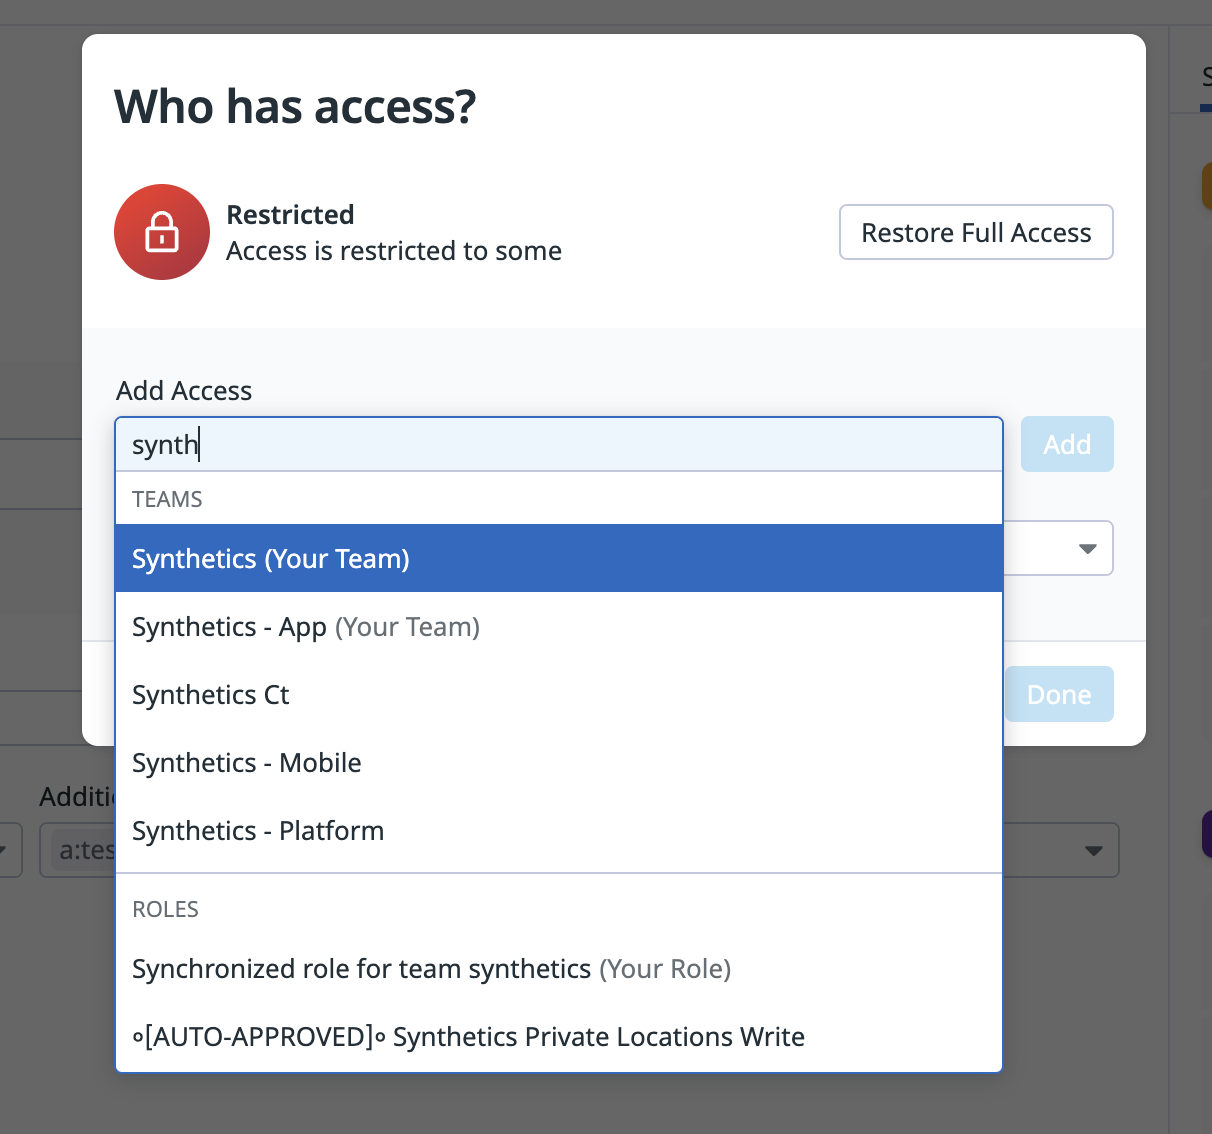 Who has access?
Restricted
Access is restricted to some
Restore Full Access
Add Access
synth
Add
TEAMS
Synthetics (Your Team)
Synthetics - App (Your Team)
Synthetics Ct
Synthetics - Mobile
Done
Synthetics - Platform
ROLES
Synchronized role for team synthetics (Your Role)
∘[AUTO-APPROVED]∘ Synthetics Private Locations Write